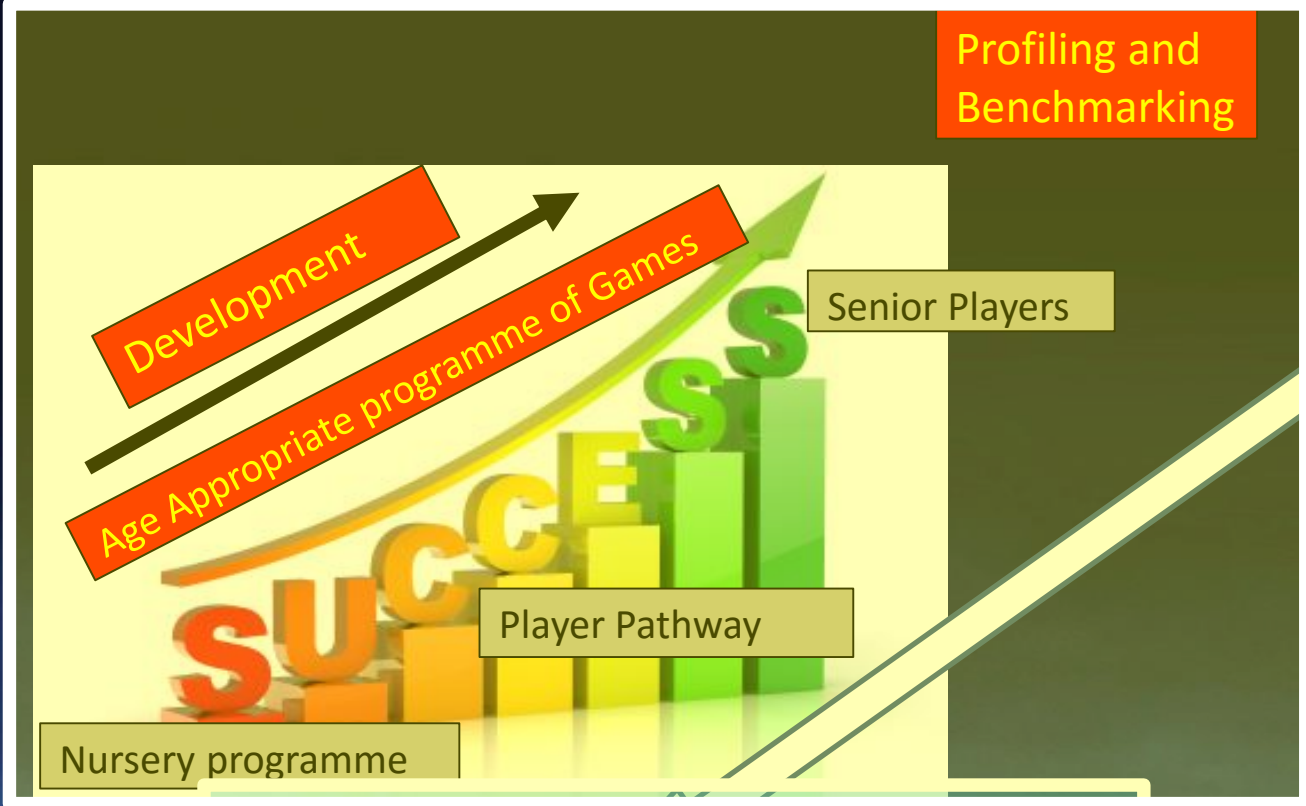 Profiling and
Benchmarking
Development
Age Appropriate programme of Games
Senior Players
SUCCESS
Player Pathway
Nursery programme